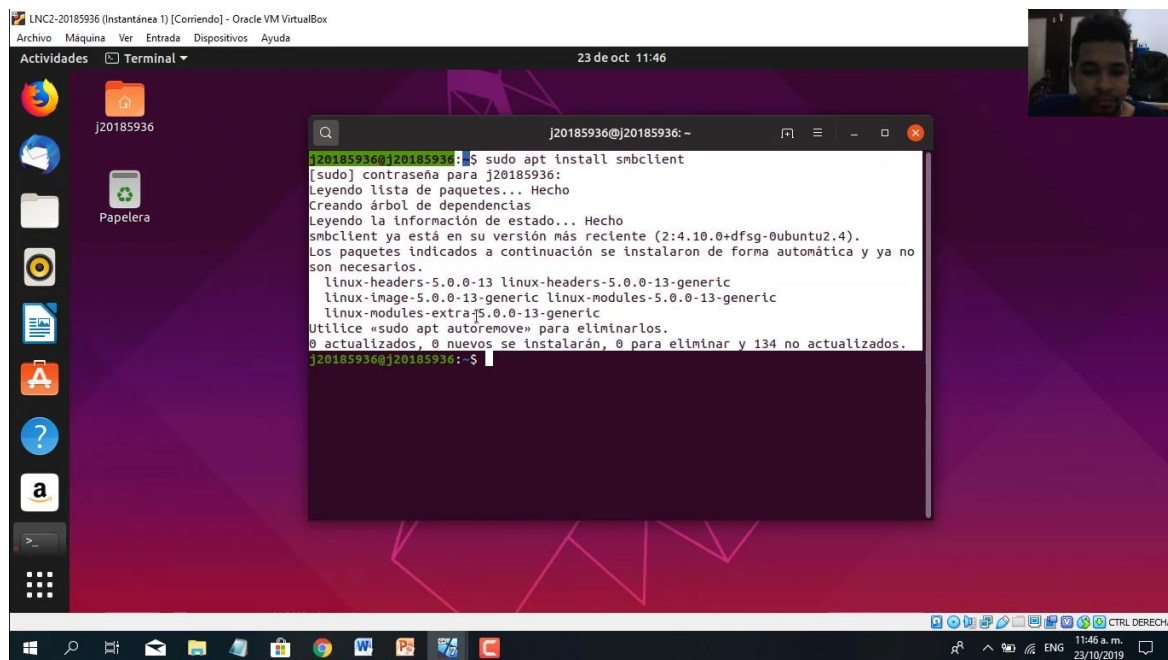 LNC2-20185936 (Instantánea 1) [Corriendo] - Oracle VM VirtualBox
Archivo Máquina Ver Entrada Dispositivos Ayuda
Actividades Terminal 23 de oct 11:46
j20185936
Papelera
j20185936@j20185936: ~
j20185936@j20185936:~$ sudo apt install smbclient
[sudo] contraseña para j20185936:
Leyendo lista de paquetes... Hecho
Creando árbol de dependencias
Leyendo la información de estado... Hecho
smbclient ya está en su versión más reciente (2:4.10.0+dfsg-0ubuntu2.4).
Los paquetes indicados a continuación se instalaron de forma automática y ya no
son necesarios.
linux-headers-5.0.0-13 linux-headers-5.0.0-13-generic
linux-image-5.0.0-13-generic linux-modules-5.0.0-13-generic
linux-modules-extra-5.0.0-13-generic
Utilice «sudo apt autoremove» para eliminarlos.
0 actualizados, 0 nuevos se instalarán, 0 para eliminar y 134 no actualizados.
j20185936@j20185936:~$
CTRL DERECHA
ENG 11:46 a. m.
23/10/2019